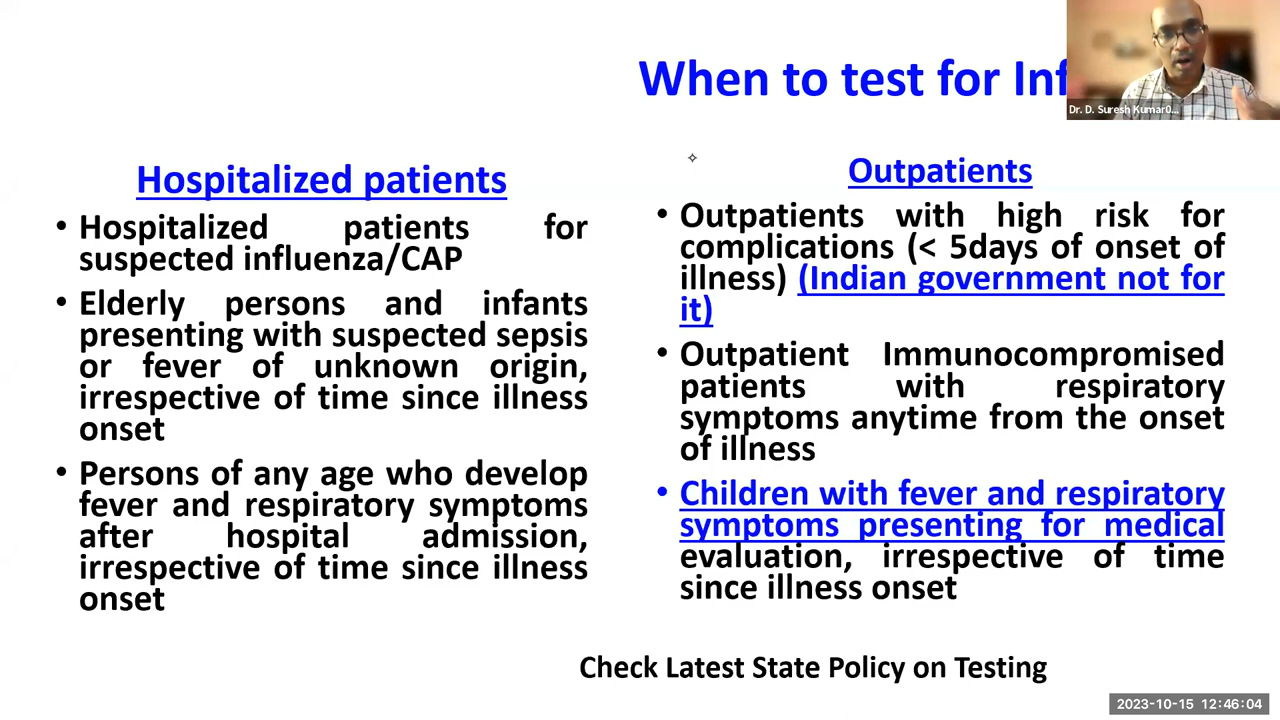 When to test for Inf
Dr. D. Suresh Kumar0...
Hospitalized patients
• Hospitalized patients for
suspected influenza/CAP
• Elderly persons and infants
presenting with suspected sepsis
or fever of unknown origin,
irrespective of time since illness
onset
• Persons of any age who develop
fever and respiratory symptoms
after hospital admission,
irrespective of time since illness
onset
Outpatients
• Outpatients with high risk for
complications (< 5days of onset of
illness) (Indian government not for
it)
• Outpatient Immunocompromised
patients with respiratory
symptoms anytime from the onset
of illness
• Children with fever and respiratory
symptoms presenting for medical
evaluation, irrespective of time
since illness onset
Check Latest State Policy on Testing
2023-10-15 12:46:04